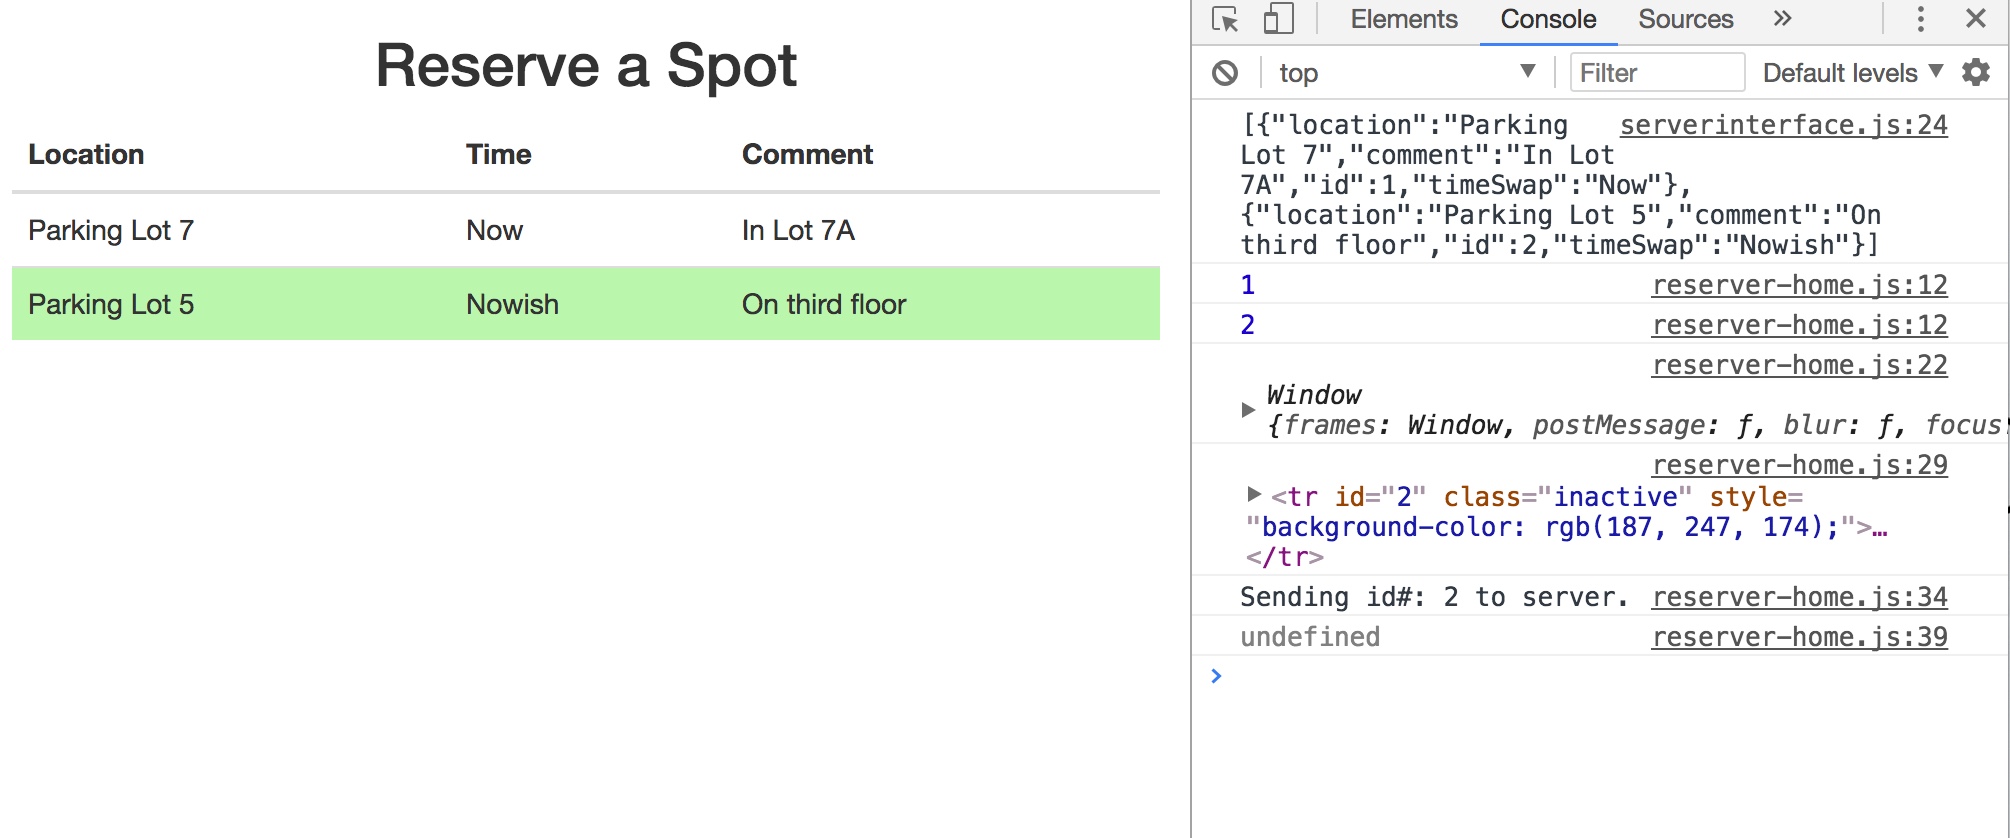 Reserve a Spot
Location Time Comment
Parking Lot 7 Now In Lot 7A
Parking Lot 5 Nowish On third floor
Elements Console Sources »
top Filter Default levels
[{"location":"Parking serverinterface.js:24
Lot 7","comment":"In Lot
7A","id":1,"timeSwap":"Now"},
{"location":"Parking Lot 5","comment":"On
third floor","id":2,"timeSwap":"Nowish"}]
1 reserver-home.js:12
2 reserver-home.js:12
reserver-home.js:22
Window
{frames: Window, postMessage: ƒ, blur: ƒ, focus:
reserver-home.js:29
<tr id="2" class="inactive" style=
"background-color: rgb(187, 247, 174);">…
</tr>
Sending id#: 2 to server. reserver-home.js:34
undefined reserver-home.js:39